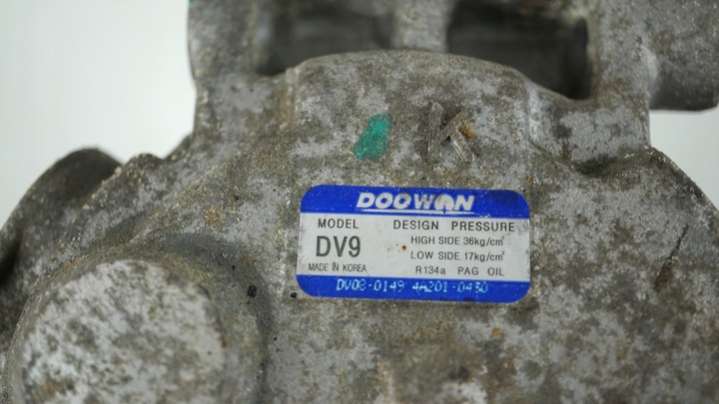 DOOWON
MODEL DESIGN PRESSURE
DV9 HIGH SIDE 36kg/cm²
LOW SIDE 17kg/cm²
MADE IN KOREA R134a PAG OIL
DV08-0149 4A201-0430